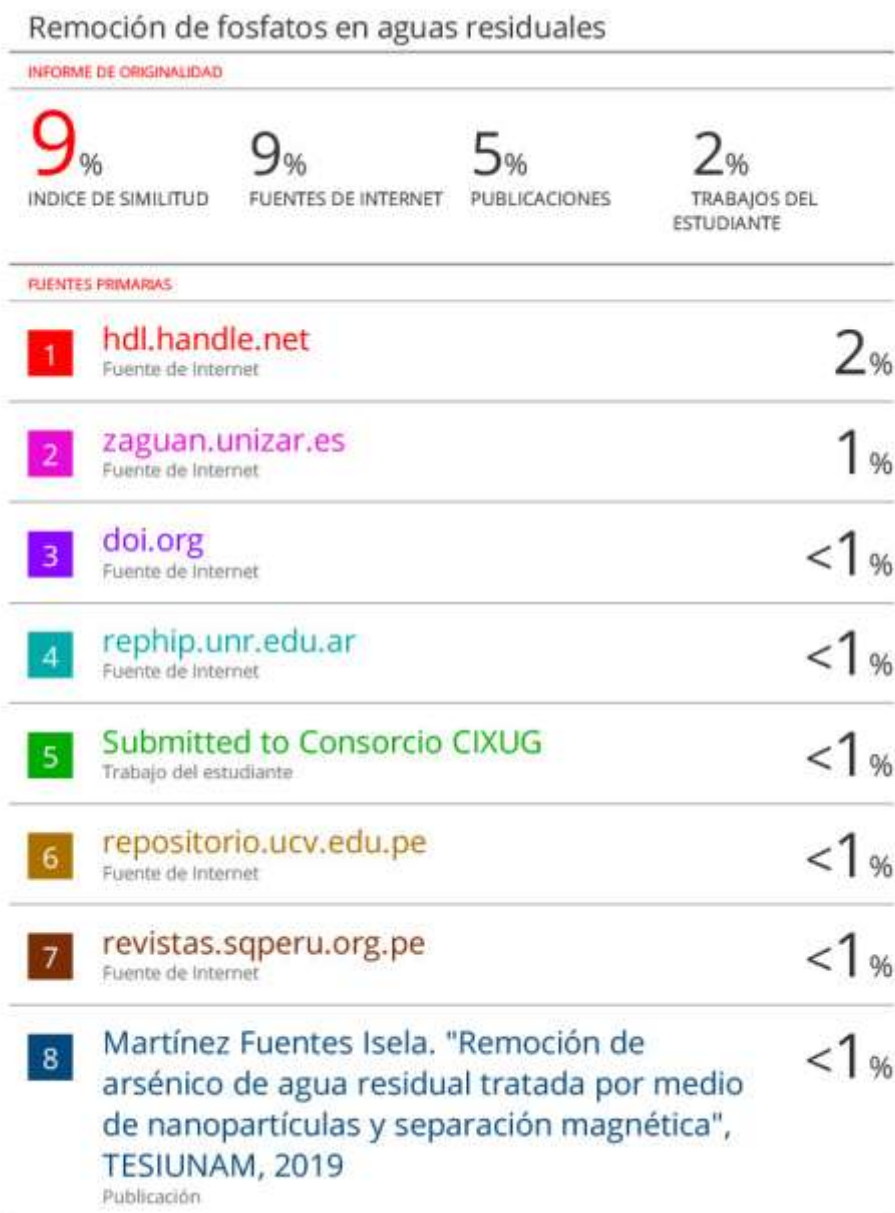 Remoción de fosfatos en aguas residuales
INFORME DE ORIGINALIDAD
9%
INDICE DE SIMILITUD
9%
FUENTES DE INTERNET
5%
PUBLICACIONES
2%
TRABAJOS DEL
ESTUDIANTE
FUENTES PRIMARIAS
1
hdl.handle.net
Fuente de Internet
2%
2
zaguan.unizar.es
Fuente de Internet
1%
3
doi.org
Fuente de Internet
<1%
4
rephip.unr.edu.ar
Fuente de Internet
<1%
5
Submitted to Consorcio CIXUG
Trabajo del estudiante
<1%
6
repositorio.ucv.edu.pe
Fuente de Internet
<1%
7
revistas.sqperu.org.pe
Fuente de Internet
<1%
8
Martínez Fuentes Isela. "Remoción de
arsénico de agua residual tratada por medio
de nanopartículas y separación magnética",
TESIUNAM, 2019
Publicación
<1%